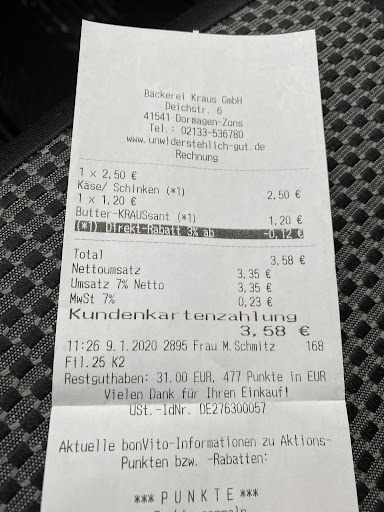 Bäckerei Kraus GmbH
Deichstr. 6
41541 Dormagen-Zons
Tel.: 02133-536780
www.unwiderstehlich-gut.de
Rechnung
1 x 2,50 €
Käse/ Schinken (*1) 2,50 €
1 x 1,20 €
Butter-KRAUSsant (*1) 1,20 €
(*1) Direkt-Rabatt 3% ab -0,12 €
Total 3,58 €
Nettoumsatz 3,35 €
Umsatz 7% Netto 3,35 €
MwSt 7% 0,23 €
Kundenkartenzahlung
3,58 €
11:26 9.1.2020 2895 Frau M.Schmitz 168
Fil.25 K2
Restguthaben: 31.00 EUR, 477 Punkte in EUR
Vielen Dank für Ihren Einkauf!
USt.-IdNr. DE276300057
Aktuelle bonVito-Informationen zu Aktions-
Punkten bzw. -Rabatten:
*** P U N K T E ***